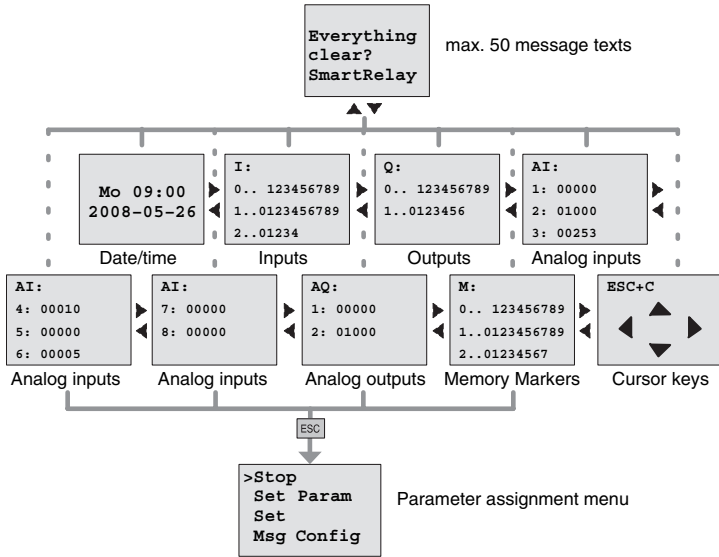 Everything
clear?
SmartRelay
max. 50 message texts
Mo 09:00
2008-05-26
Date/time
I:
0.. 123456789
1..0123456789
2..01234
Inputs
Q:
0.. 123456789
1..0123456
Outputs
AI:
1: 00000
2: 01000
3: 00253
Analog inputs
AI:
4: 00010
5: 00000
6: 00005
Analog inputs
AI:
7: 00000
8: 00000
Analog inputs
AQ:
1: 00000
2: 01000
Analog outputs
M:
0.. 123456789
1..0123456789
2..01234567
Memory Markers
ESC+C
Cursor keys
ESC
>Stop
Set Param
Set
Msg Config
Parameter assignment menu